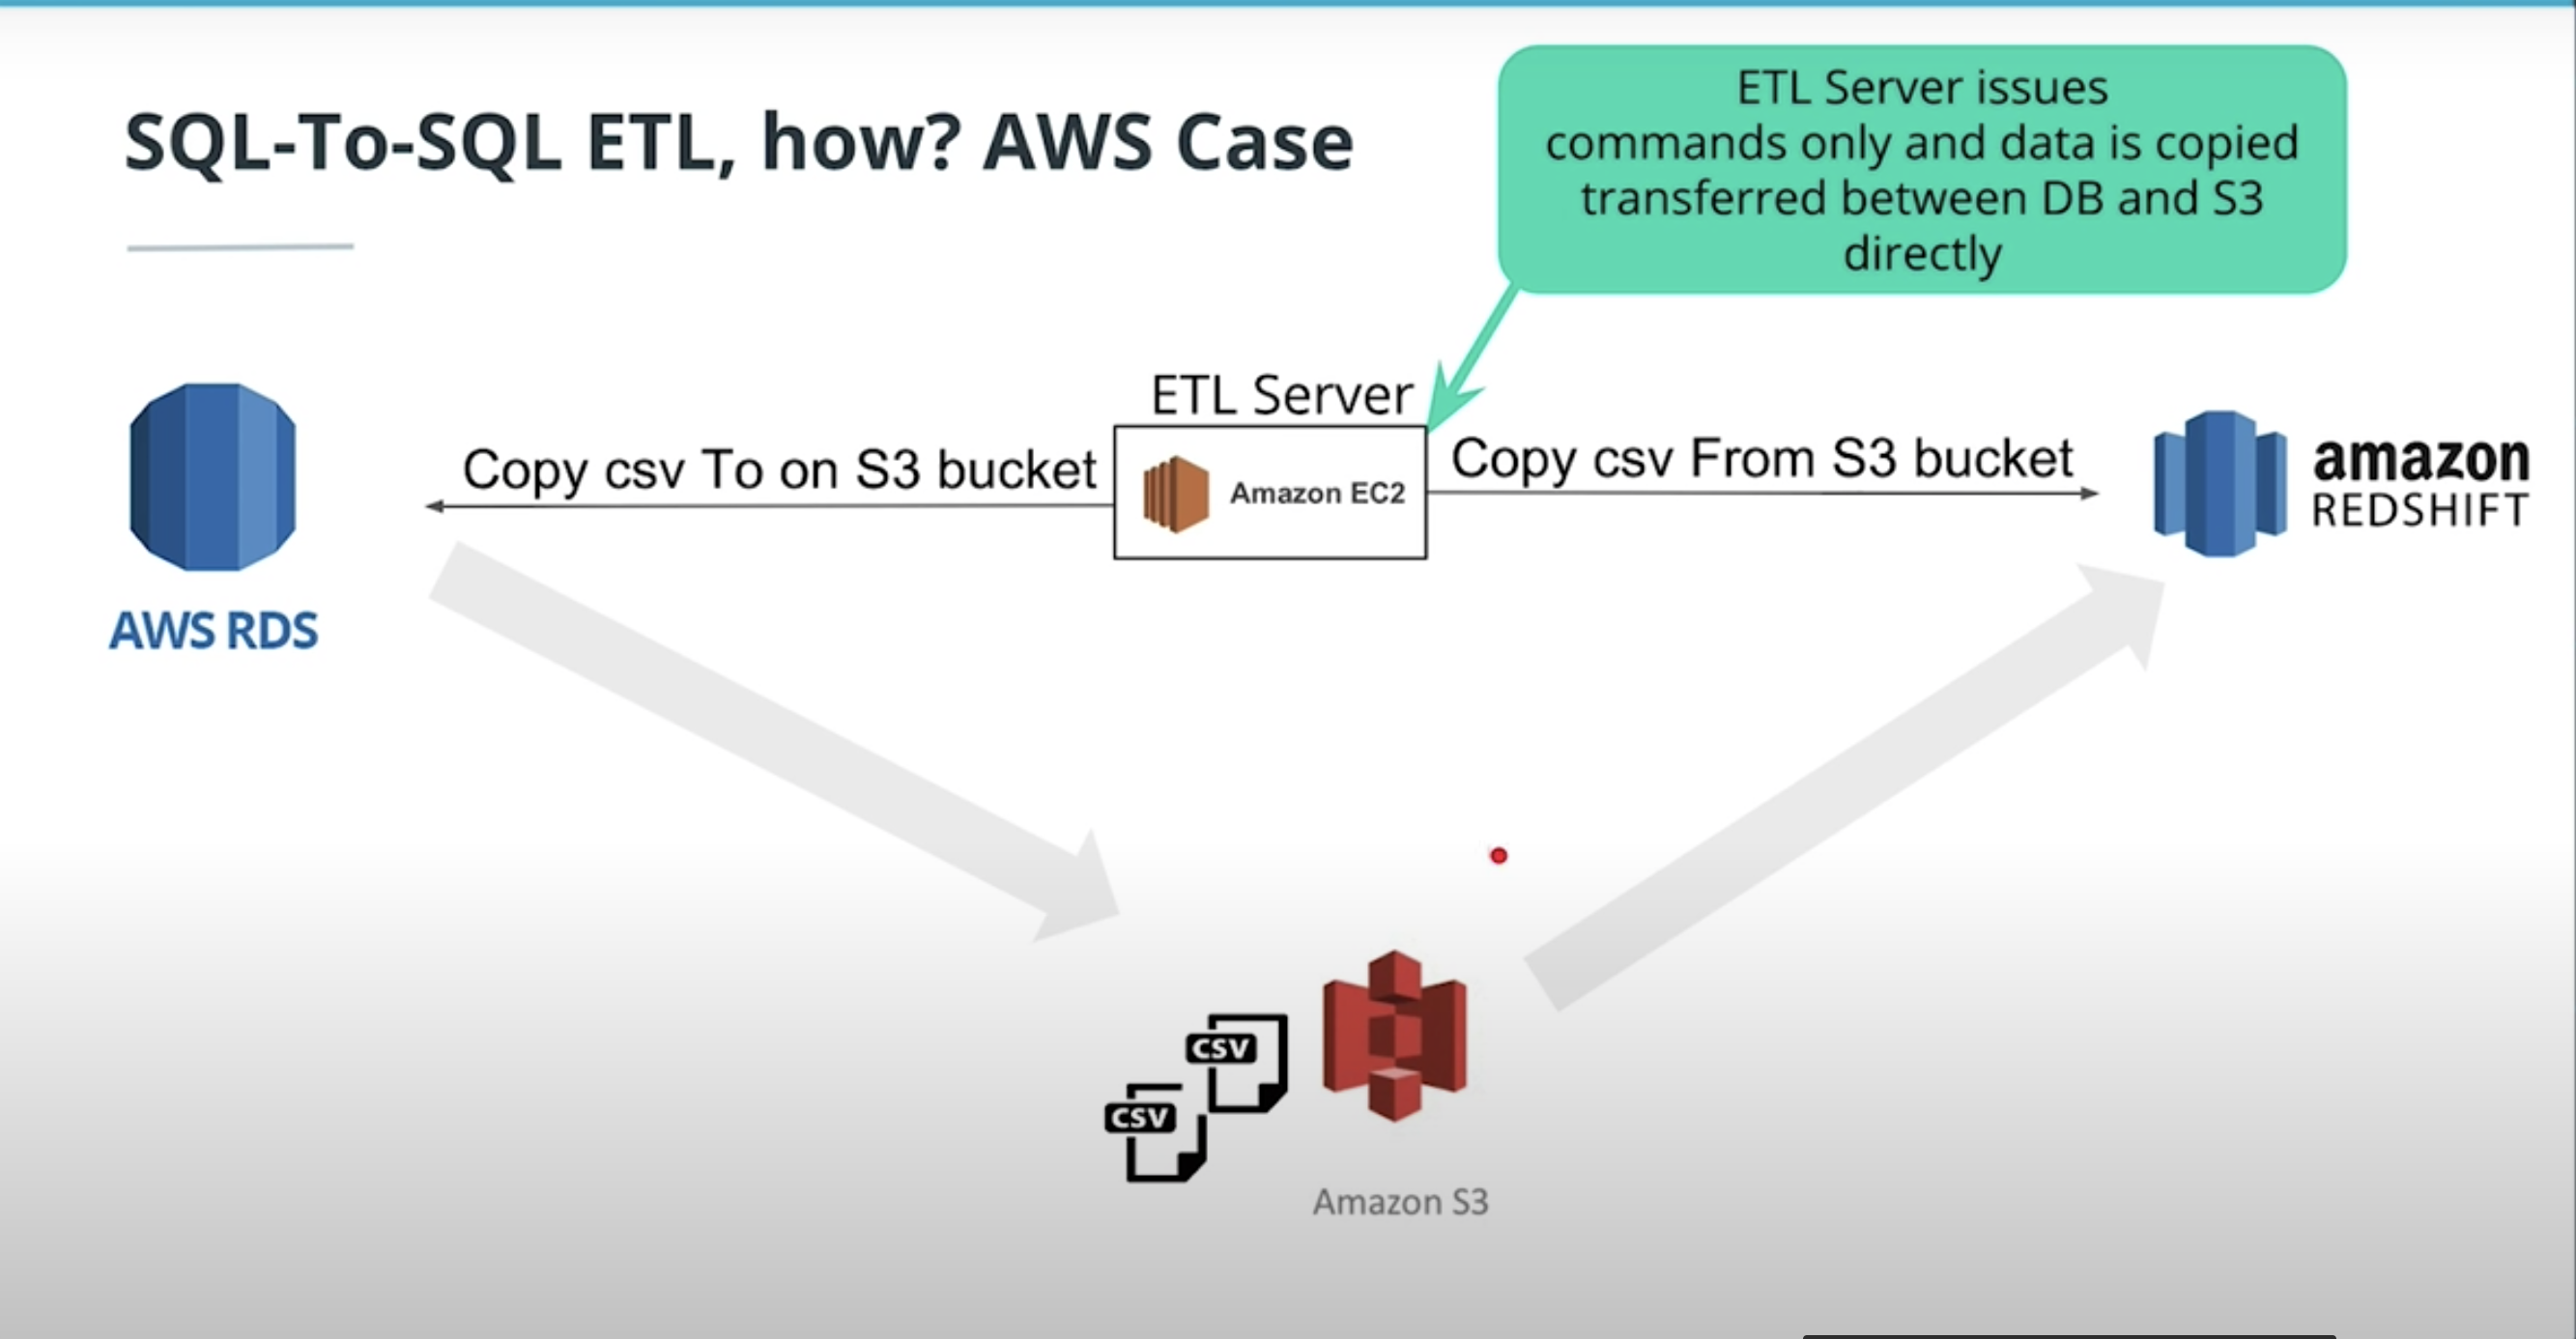 SQL-To-SQL ETL, how? AWS Case
ETL Server issues
commands only and data is copied
transferred between DB and S3
directly
ETL Server
Copy csv To on S3 bucket
Amazon EC2
Copy csv From S3 bucket
amazon
REDSHIFT
AWS RDS
CSV
CSV
Amazon S3